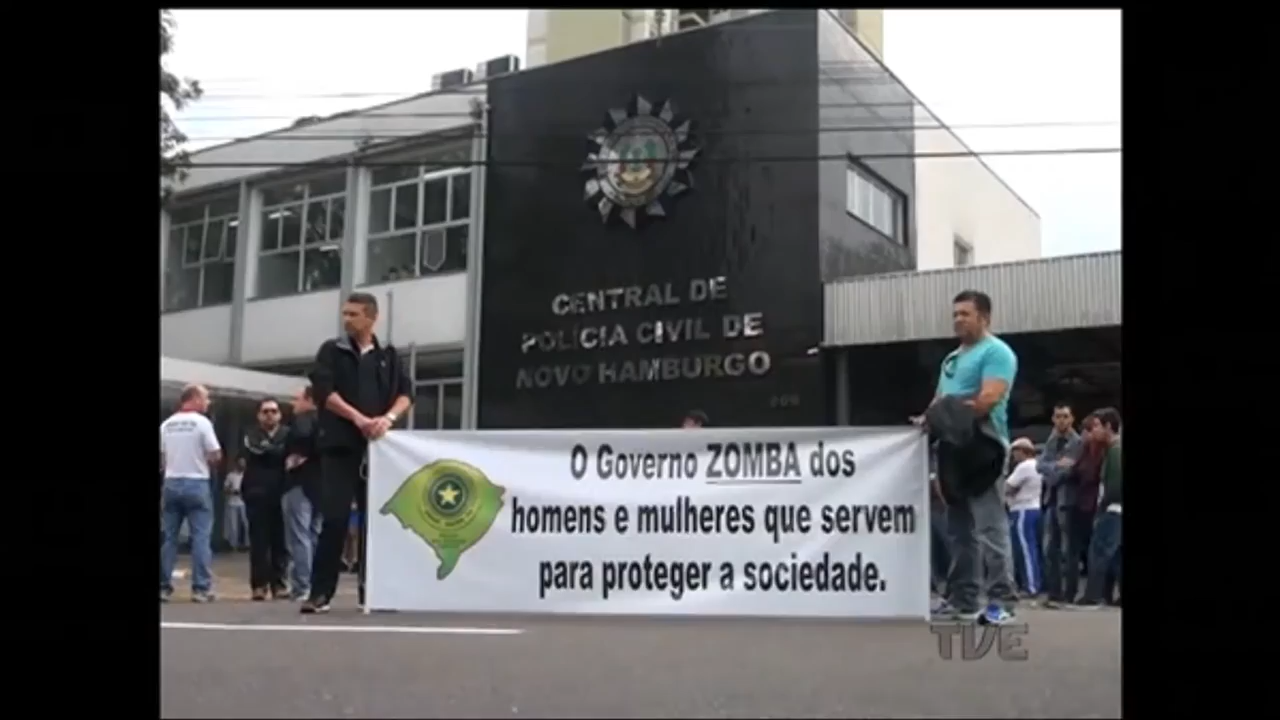 CENTRAL DE
POLÍCIA CIVIL DE
NOVO HAMBURGO
O Governo ZOMBA dos
homens e mulheres que servem
para proteger a sociedade.
TVE